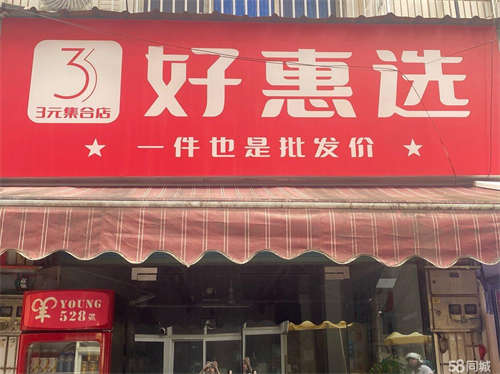 好惠选
3
3元集合店
★ 一件也是批发价 ★
羊 YOUNG
528號
58同城